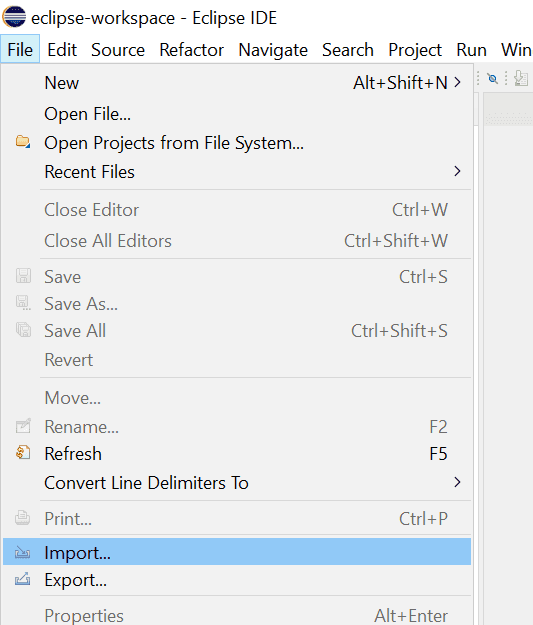 eclipse-workspace - Eclipse IDE
File Edit Source Refactor Navigate Search Project Run Win
New Alt+Shift+N
Open File...
Open Projects from File System...
Recent Files
Close Editor Ctrl+W
Close All Editors Ctrl+Shift+W
Save Ctrl+S
Save As...
Save All Ctrl+Shift+S
Revert
Move...
Rename... F2
Refresh F5
Convert Line Delimiters To
Print... Ctrl+P
Import...
Export...
Properties Alt+Enter